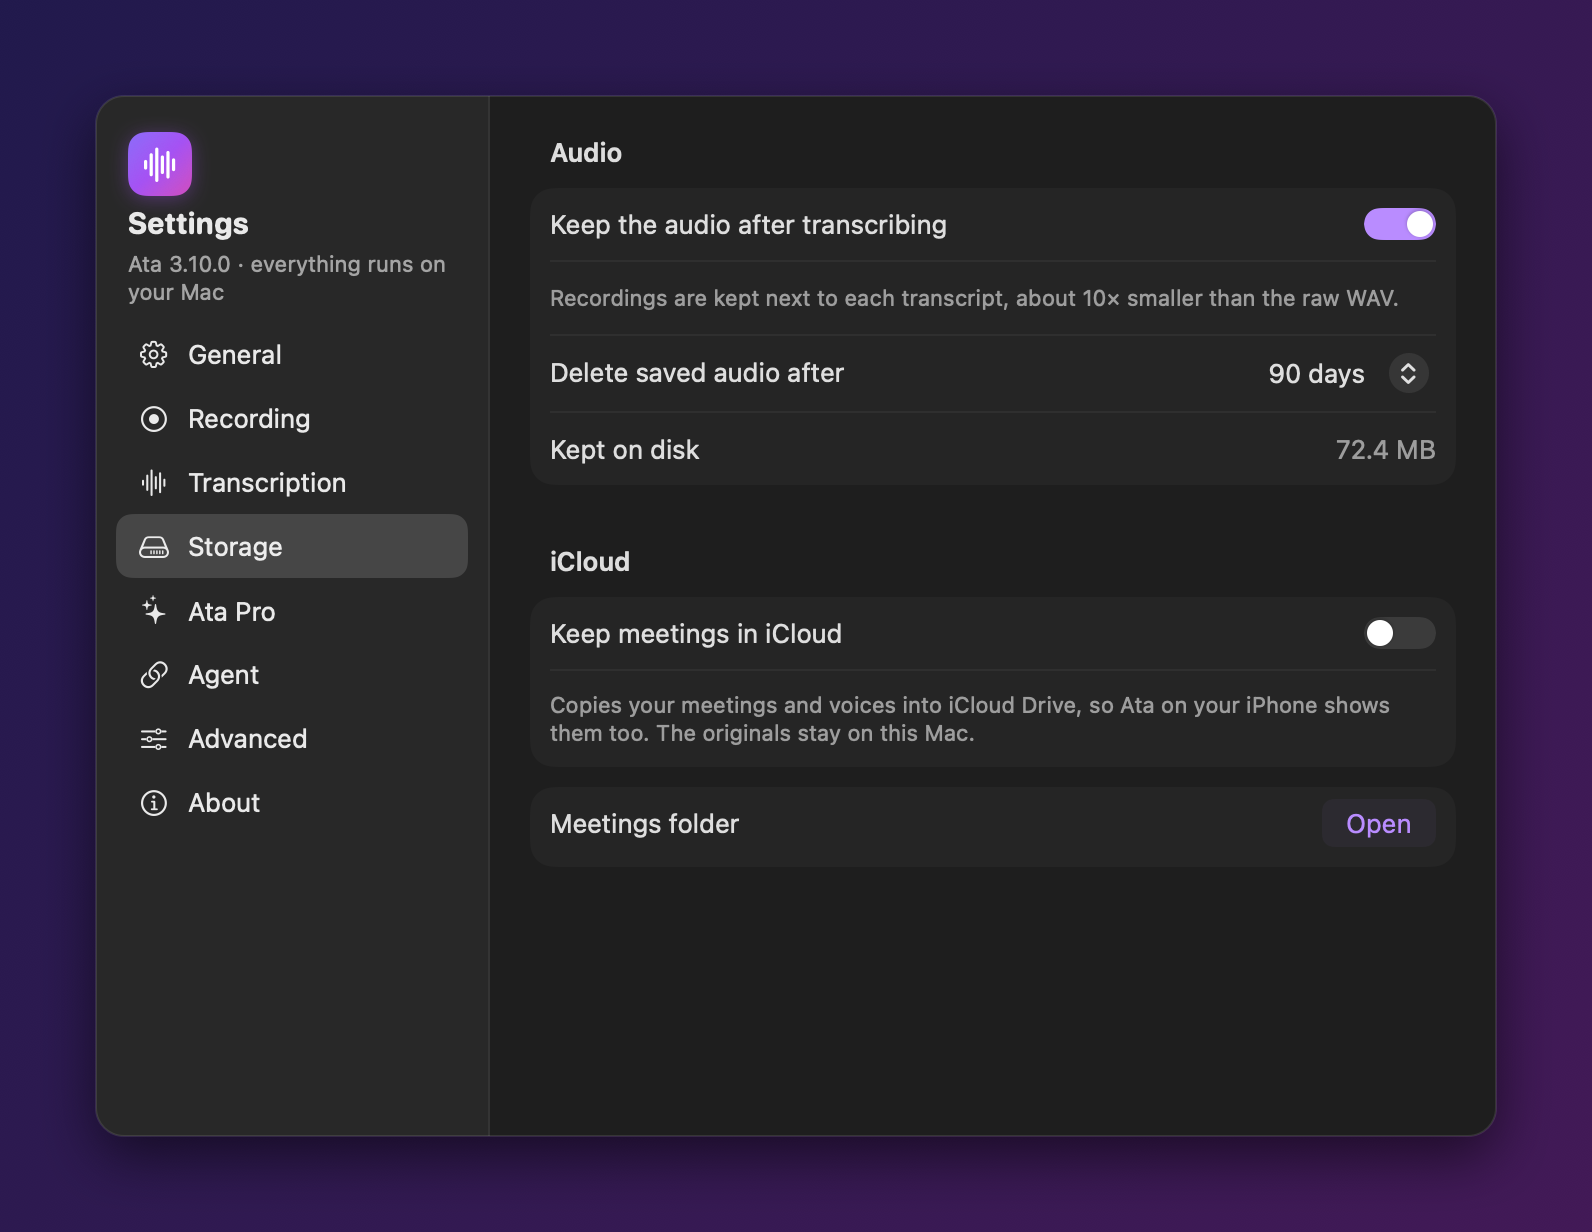 Settings
Ata 3.10.0 · everything runs on
your Mac
General
Recording
Transcription
Storage
Ata Pro
Agent
Advanced
About
Audio
Keep the audio after transcribing
Recordings are kept next to each transcript, about 10× smaller than the raw WAV.
Delete saved audio after 90 days
Kept on disk 72.4 MB
iCloud
Keep meetings in iCloud
Copies your meetings and voices into iCloud Drive, so Ata on your iPhone shows
them too. The originals stay on this Mac.
Meetings folder Open